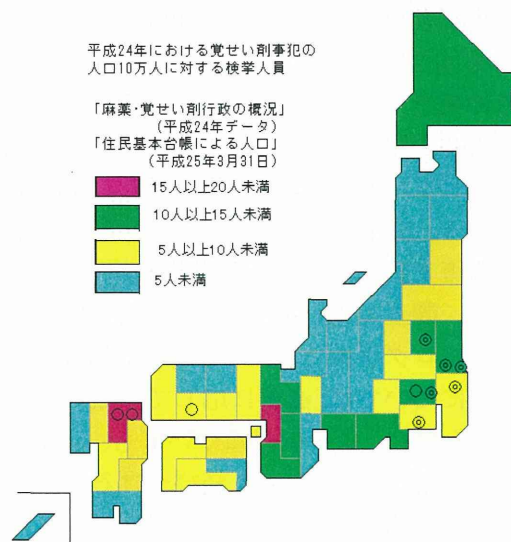 平成24年における覚せい剤事犯の
人口10万人に対する検挙人員
「麻薬・覚せい剤行政の概況」
(平成24年データ)
「住民基本台帳による人口」
(平成25年3月31日)
15人以上20人未満
10人以上15人未満
5人以上10人未満
5人未満